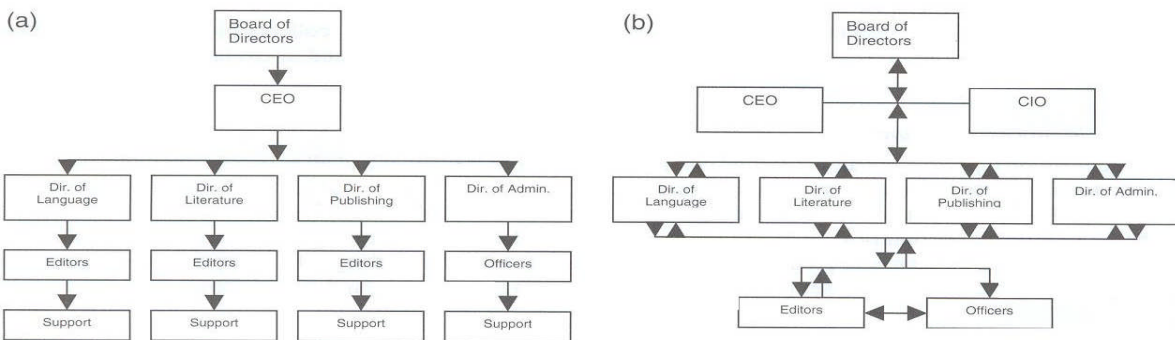 (a)
Board of
Directors
CEO
Dir. of
Language
Dir. of
Literature
Dir. of
Publishing
Dir. of Admin.
Editors
Editors
Editors
Officers
Support
Support
Support
Support
(b)
Board of
Directors
CEO
CIO
Dir. of
Language
Dir. of
Literature
Dir. of
Publishing
Dir. of Admin.
Editors
Officers